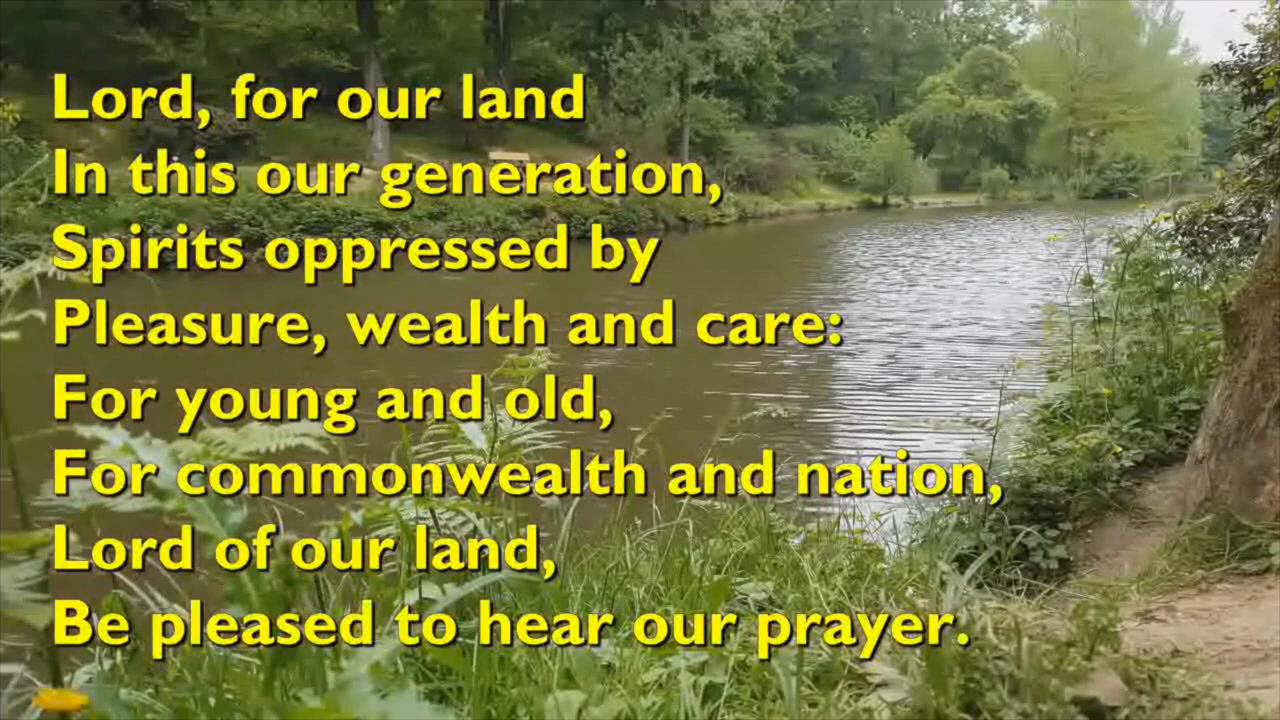 Lord, for our land
In this our generation,
Spirits oppressed by
Pleasure, wealth and care:
For young and old,
For commonwealth and nation,
Lord of our land,
Be pleased to hear our prayer.